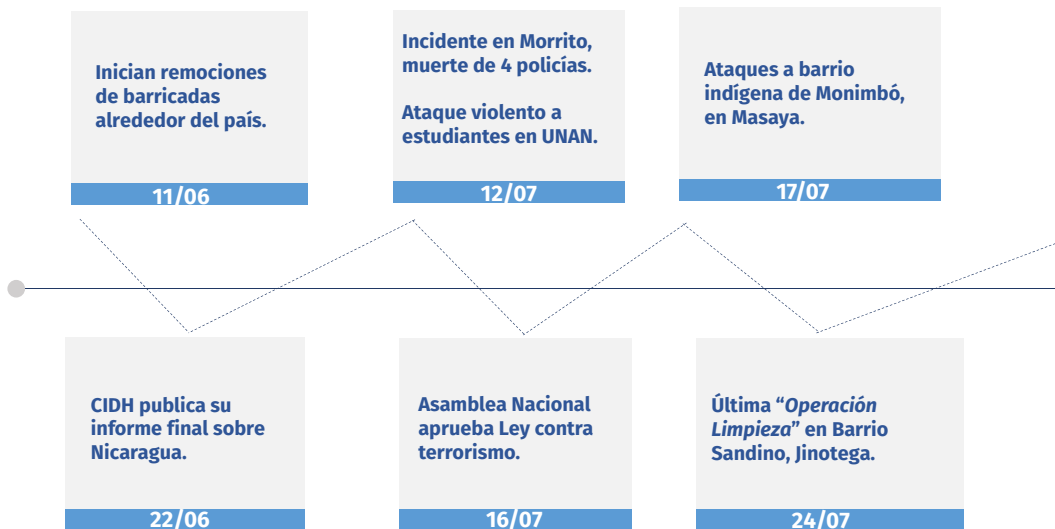 Inician remociones
de barricadas
alrededor del país.
11/06
Incidente en Morrito,
muerte de 4 policías.
Ataque violento a
estudiantes en UNAN.
12/07
Ataques a barrio
indígena de Monimbó,
en Masaya.
17/07
CIDH publica su
informe final sobre
Nicaragua.
22/06
Asamblea Nacional
aprueba Ley contra
terrorismo.
16/07
Última “Operación
Limpieza” en Barrio
Sandino, Jinotega.
24/07